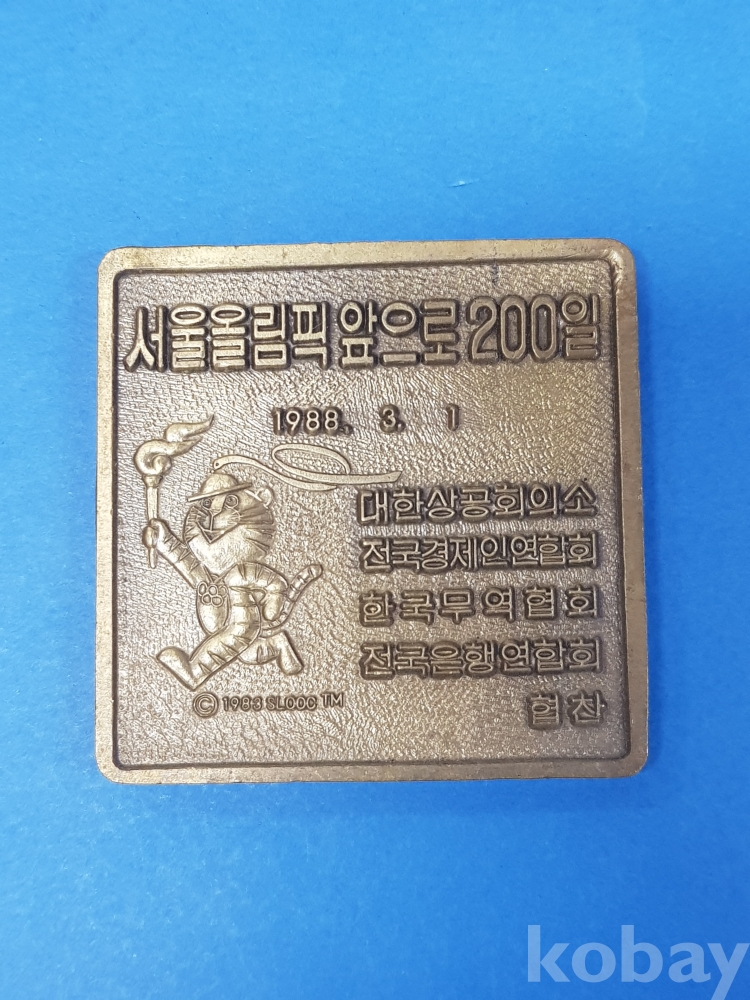 서울올림픽 앞으로 200일
1988. 3. 1
대한상공회의소
전국경제인연합회
한국무역협회
전국은행연합회
협찬
© 1983 SLOOC TM
kobay